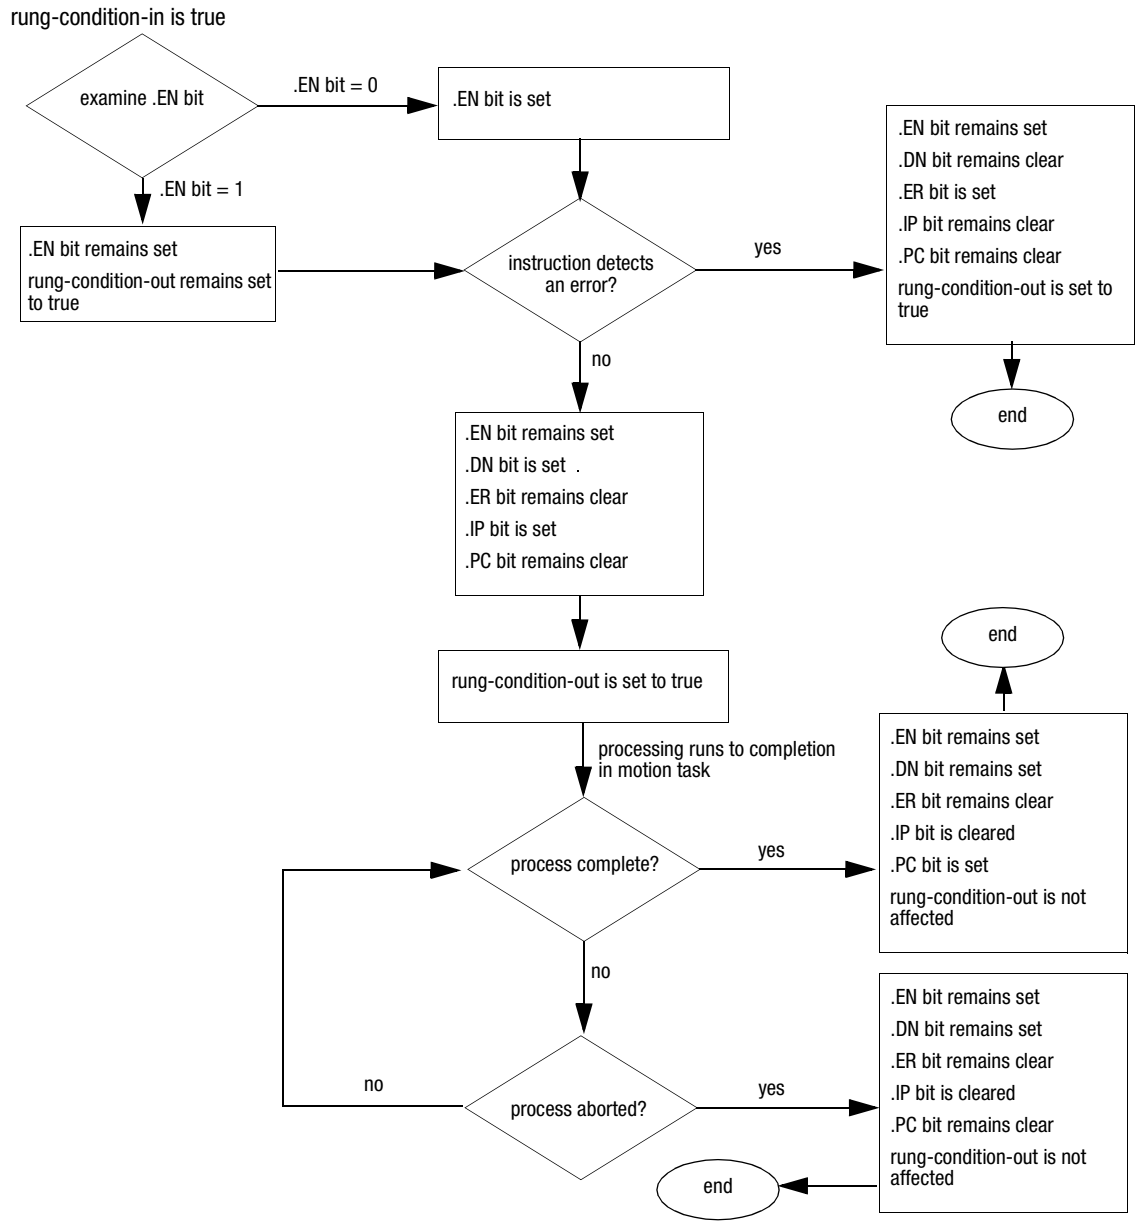 rung-condition-in is true
examine .EN bit
.EN bit = 0
.EN bit is set
.EN bit = 1
.EN bit remains set
rung-condition-out remains set
to true
instruction detects
an error?
yes
.EN bit remains set
.DN bit remains clear
.ER bit is set
.IP bit remains clear
.PC bit remains clear
rung-condition-out is set to
true
end
no
.EN bit remains set
.DN bit is set .
.ER bit remains clear
.IP bit is set
.PC bit remains clear
rung-condition-out is set to true
processing runs to completion
in motion task
process complete?
yes
end
.EN bit remains set
.DN bit remains set
.ER bit remains clear
.IP bit is cleared
.PC bit is set
rung-condition-out is not
affected
no
process aborted?
no
yes
.EN bit remains set
.DN bit remains set
.ER bit remains clear
.IP bit is cleared
.PC bit remains clear
rung-condition-out is not
affected
end